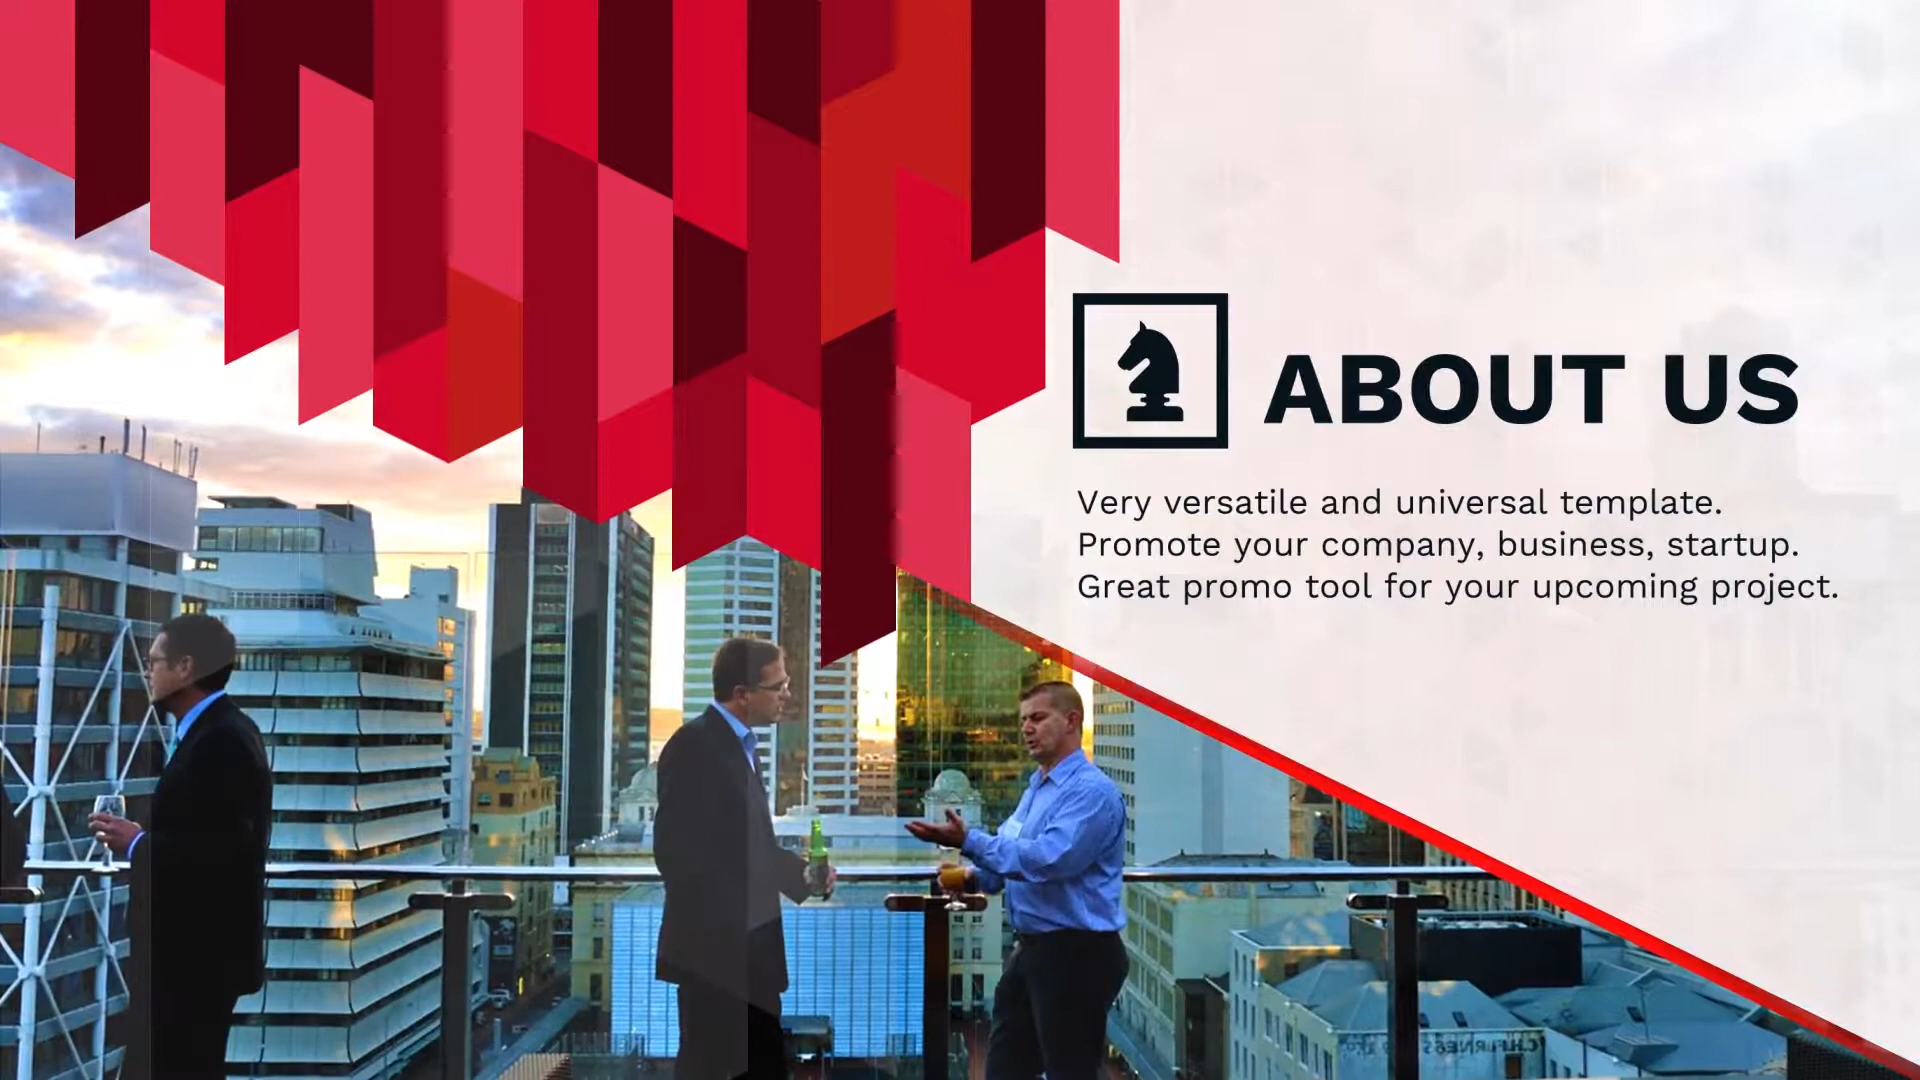 ABOUT US
Very versatile and universal template.
Promote your company, business, startup.
Great promo tool for your upcoming project.